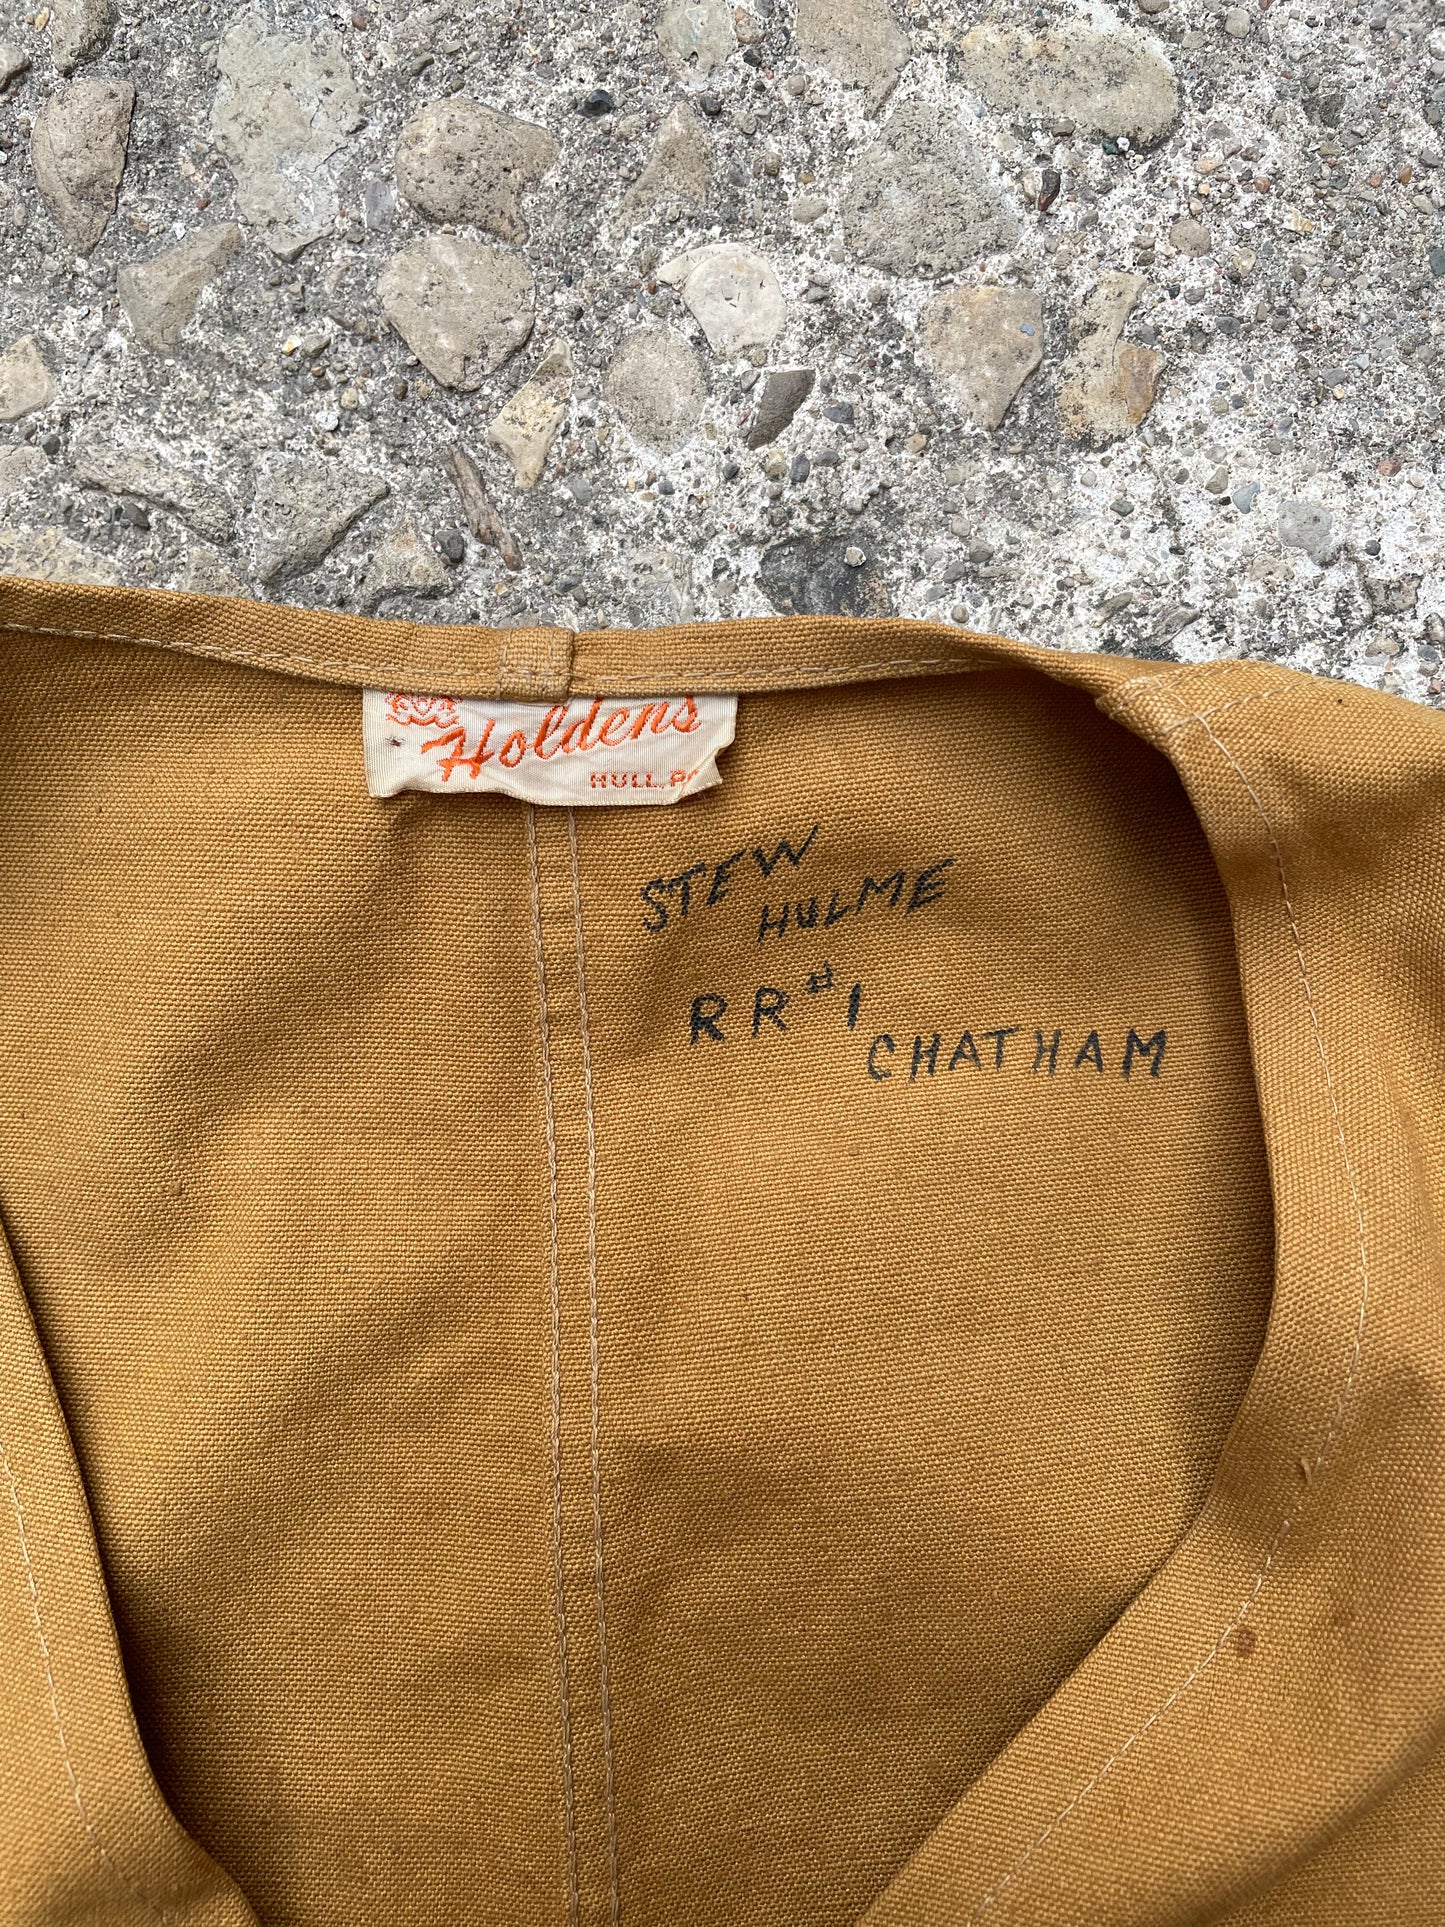 Holdens
HULL, P.
STEW
HULME
RR #1
CHATHAM